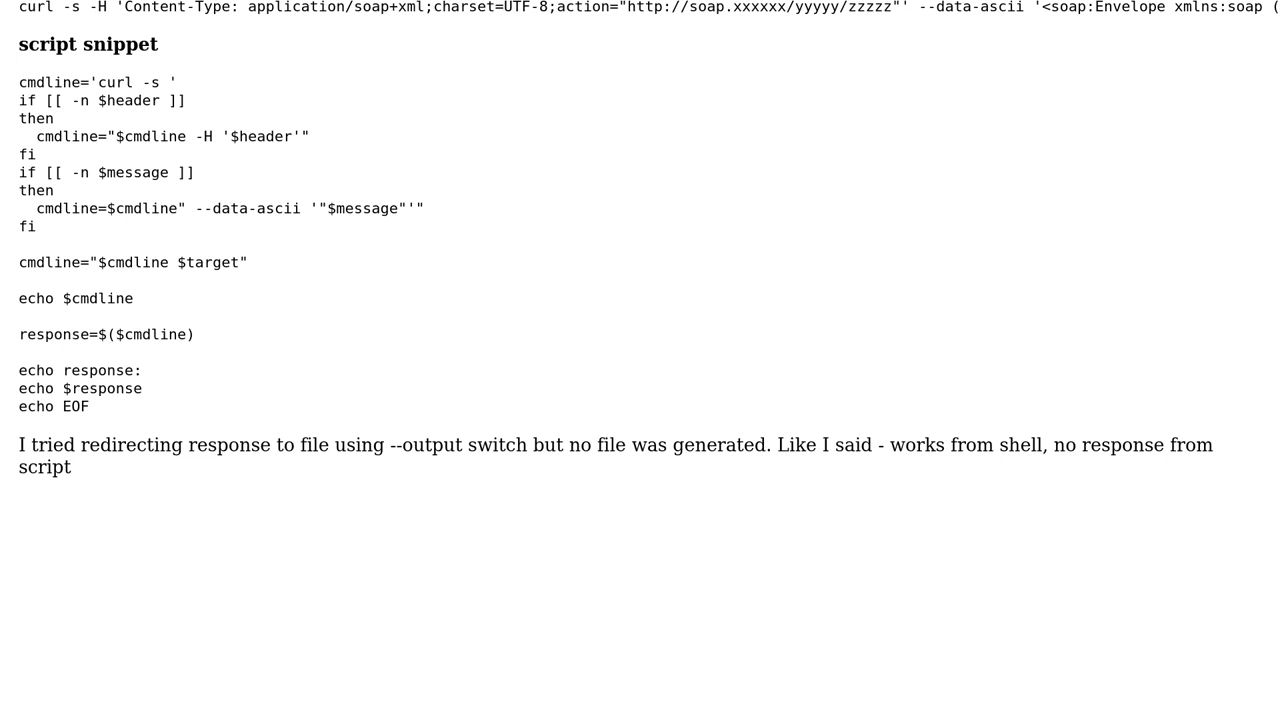 curl -s -H 'Content-Type: application/soap+xml;charset=UTF-8;action="http://soap.xxxxxx/yyyyy/zzzzz"' --data-ascii '<soap:Envelope xmlns:soap (
script snippet
cmdline='curl -s '
if [[ -n $header ]]
then
  cmdline="$cmdline -H '$header'"
fi
if [[ -n $message ]]
then
  cmdline=$cmdline" --data-ascii '"$message"'"
fi
cmdline="$cmdline $target"
echo $cmdline
response=$($cmdline)
echo response:
echo $response
echo EOF
I tried redirecting response to file using --output switch but no file was generated. Like I said - works from shell, no response from
script